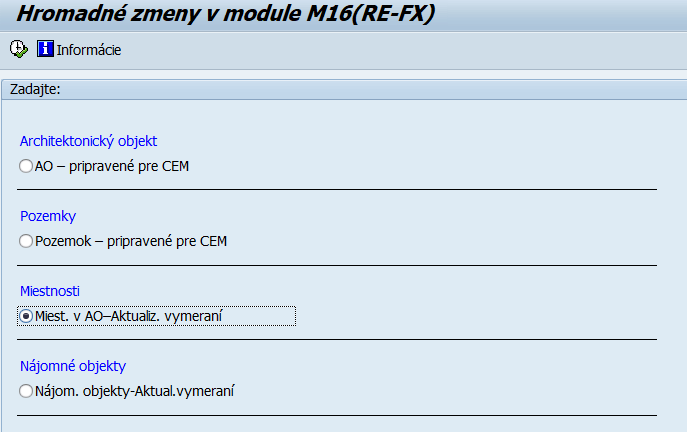 Hromadné zmeny v module M16(RE-FX)
Informácie
Zadajte:
Architektonický objekt
AO – pripravené pre CEM
Pozemky
Pozemok – pripravené pre CEM
Miestnosti
Miest. v AO–Aktualiz. vymeraní
Nájomné objekty
Nájom. objekty-Aktual.vymeraní